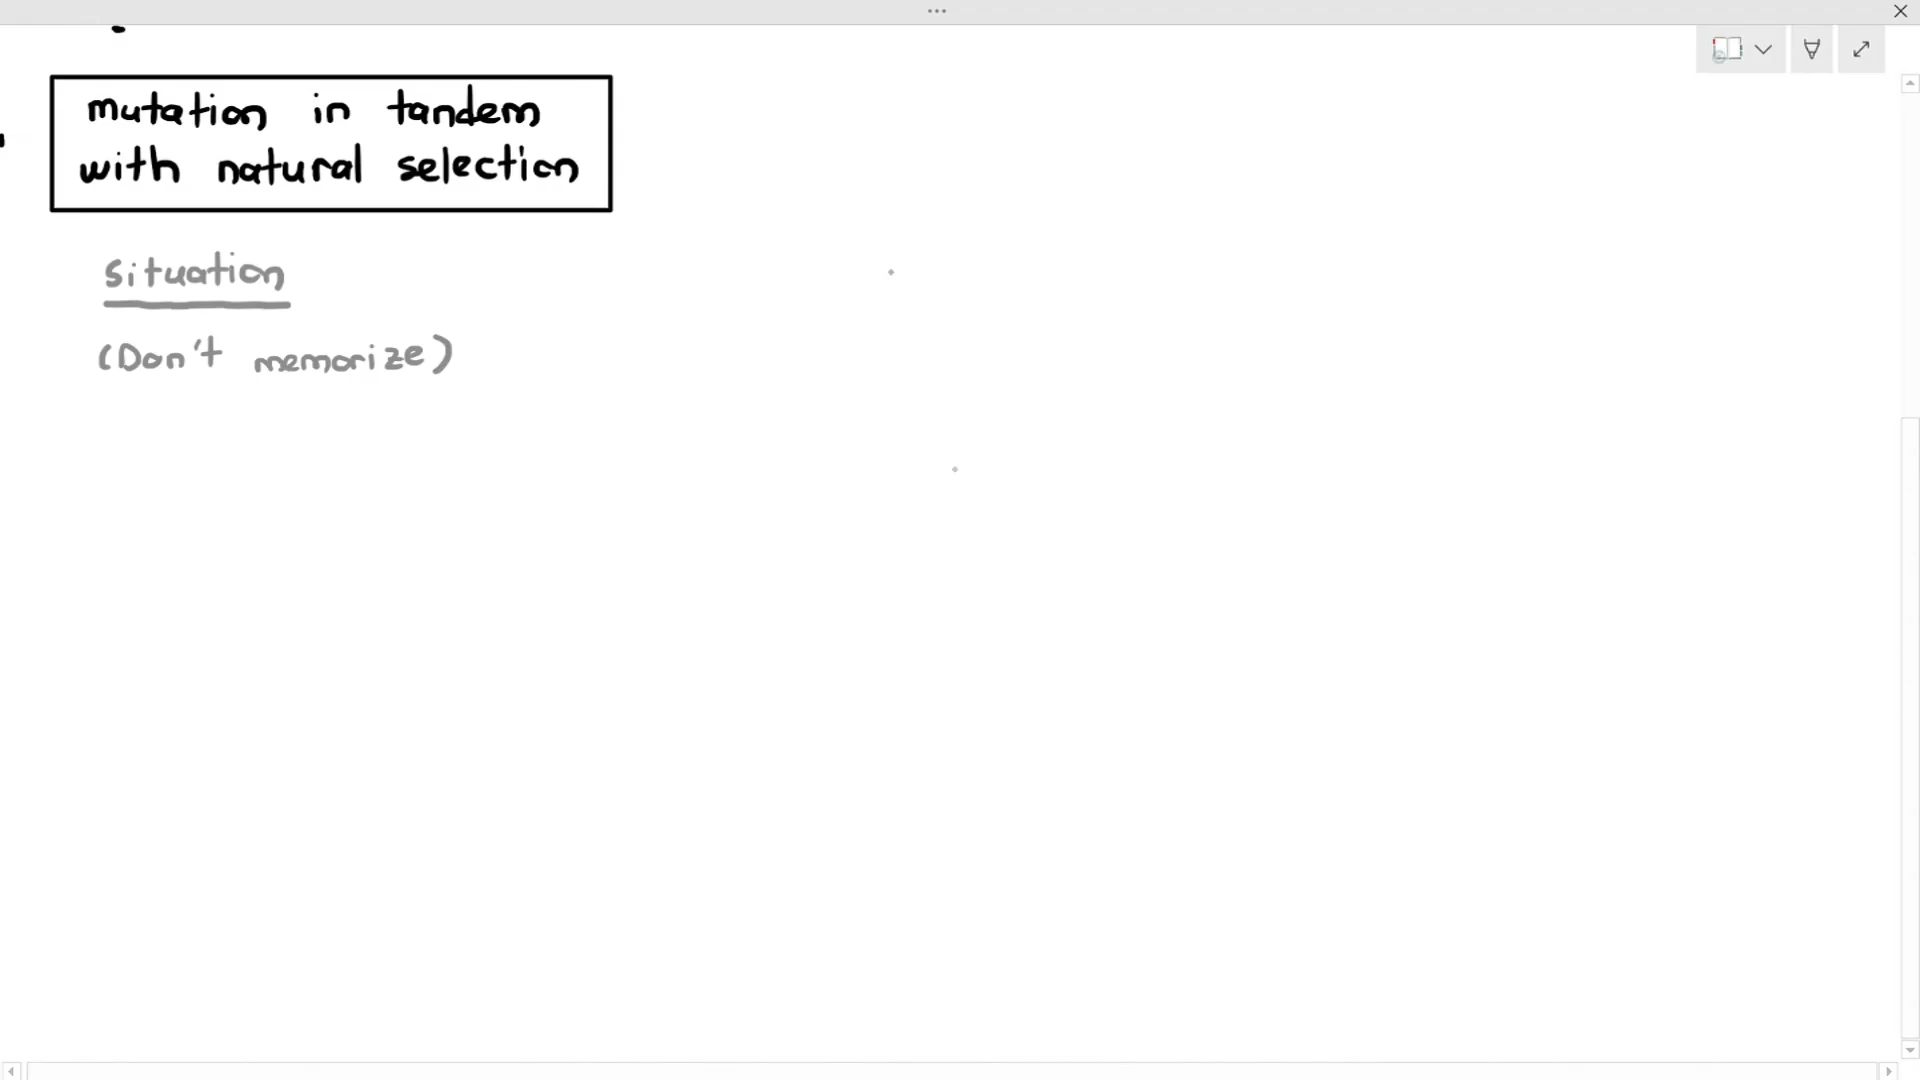 mutation in tandem
with natural selection
situation
(Don't memorize)